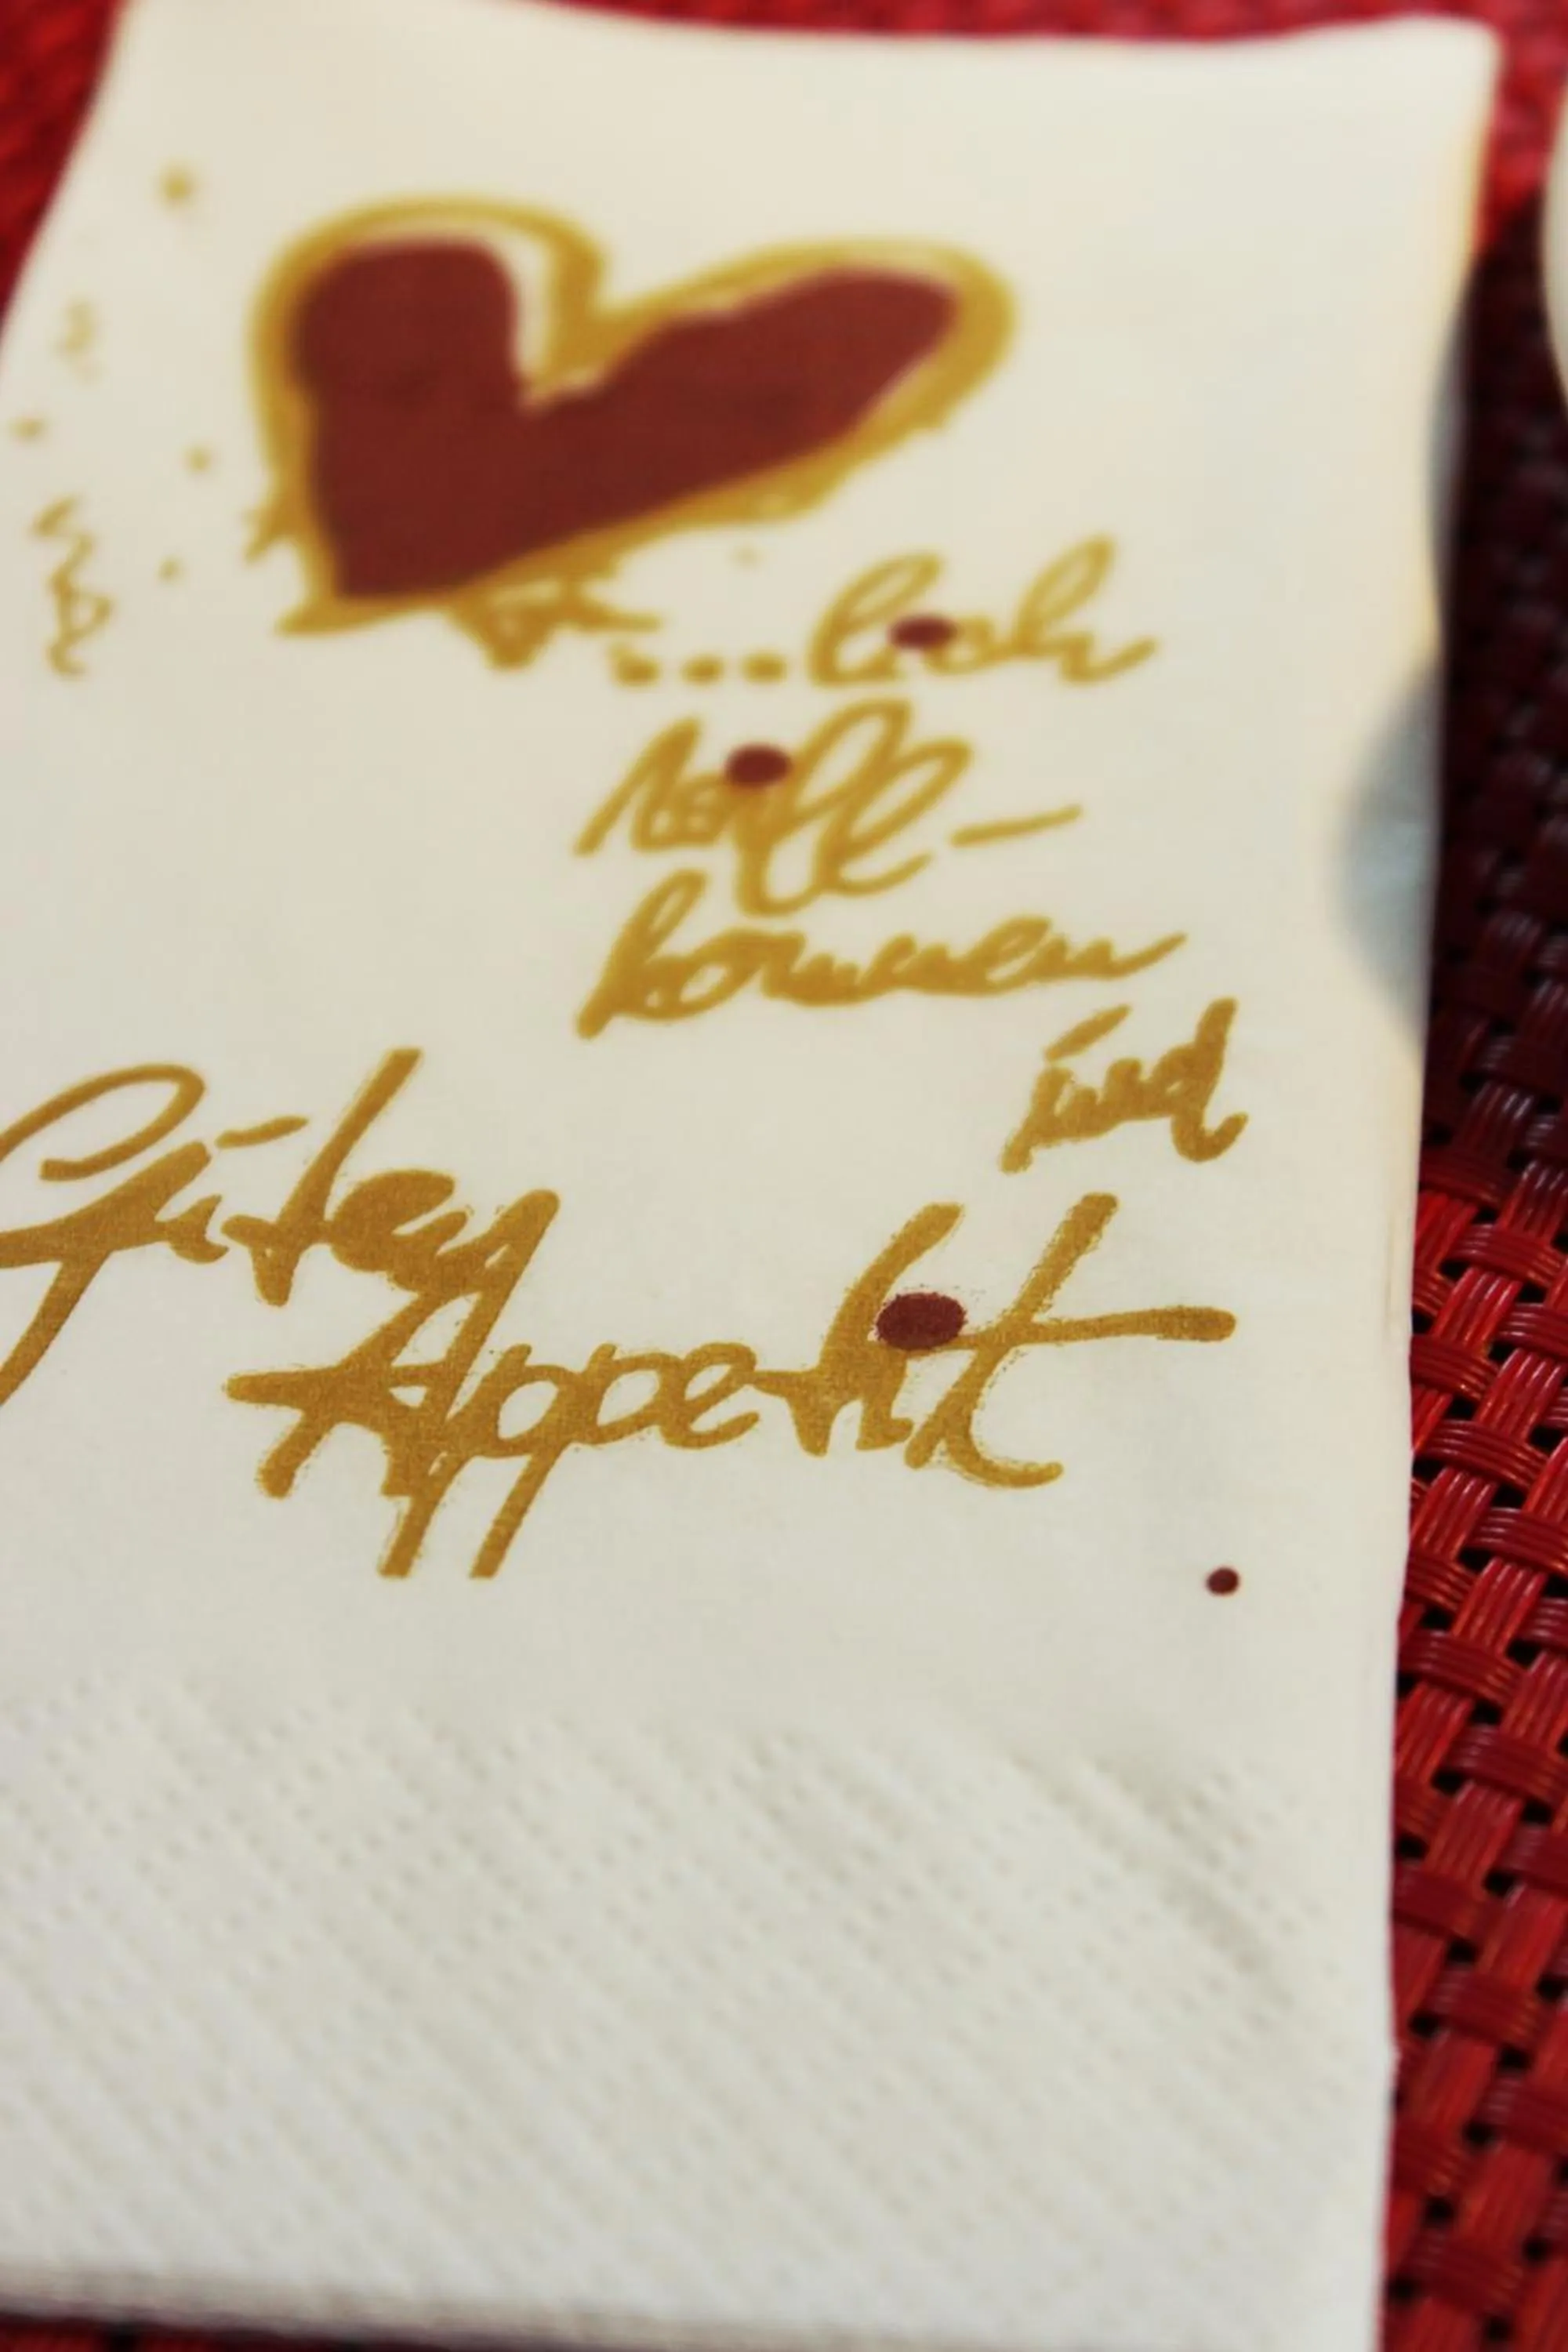 ...lich
will-
kommen
und
Guten
Appetit